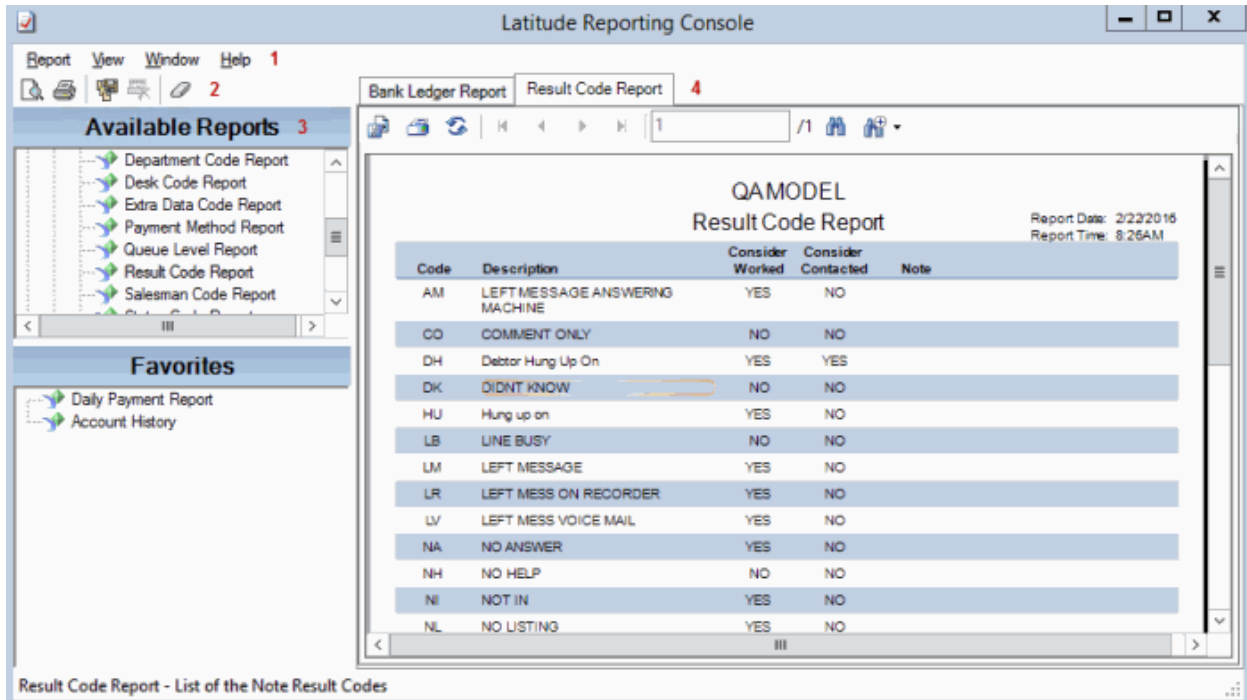 Latitude Reporting Console
Report View Window Help 1
2
Available Reports 3
Department Code Report
Desk Code Report
Extra Data Code Report
Payment Method Report
Queue Level Report
Result Code Report
Salesman Code Report
Favorites
Daily Payment Report
Account History
Bank Ledger Report Result Code Report 4
1 /1
QAMODEL
Result Code Report
Report Date: 2/22/2016
Report Time: 8:26AM
Consider Consider
Code Description Worked Contacted Note
AM LEFT MESSAGE ANSWERING YES NO
MACHINE
CO COMMENT ONLY NO NO
DH Debtor Hung Up On YES YES
DK DIDNT KNOW NO NO
HU Hung up on YES NO
LB LINE BUSY NO NO
LM LEFT MESSAGE YES NO
LR LEFT MESS ON RECORDER YES NO
LV LEFT MESS VOICE MAIL YES NO
NA NO ANSWER YES NO
NH NO HELP NO NO
NI NOT IN YES NO
NL NO LISTING YES NO
Result Code Report - List of the Note Result Codes